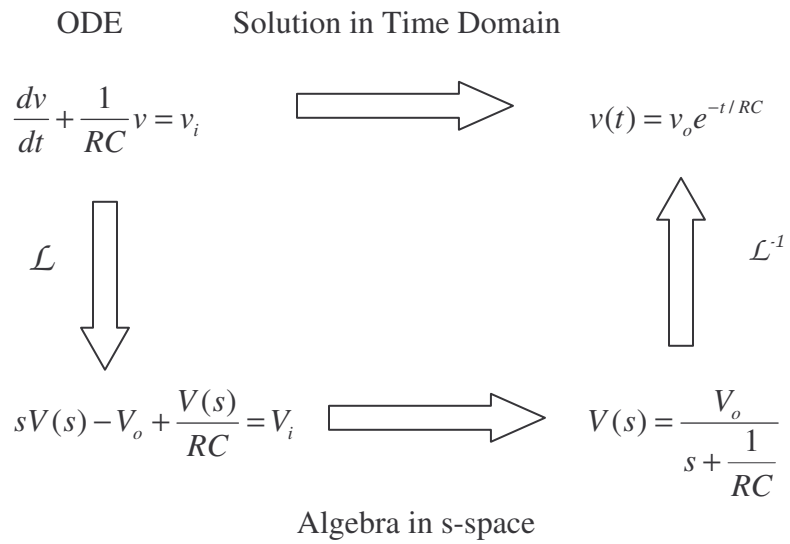 ODE
Solution in Time Domain
dv/dt + 1/RC v = v_i
v(t) = v_o e^{-t/RC}
ℒ
ℒ^{-1}
sV(s) − V_o + V(s)/RC = V_i
V(s) = V_o / (s + 1/RC)
Algebra in s-space